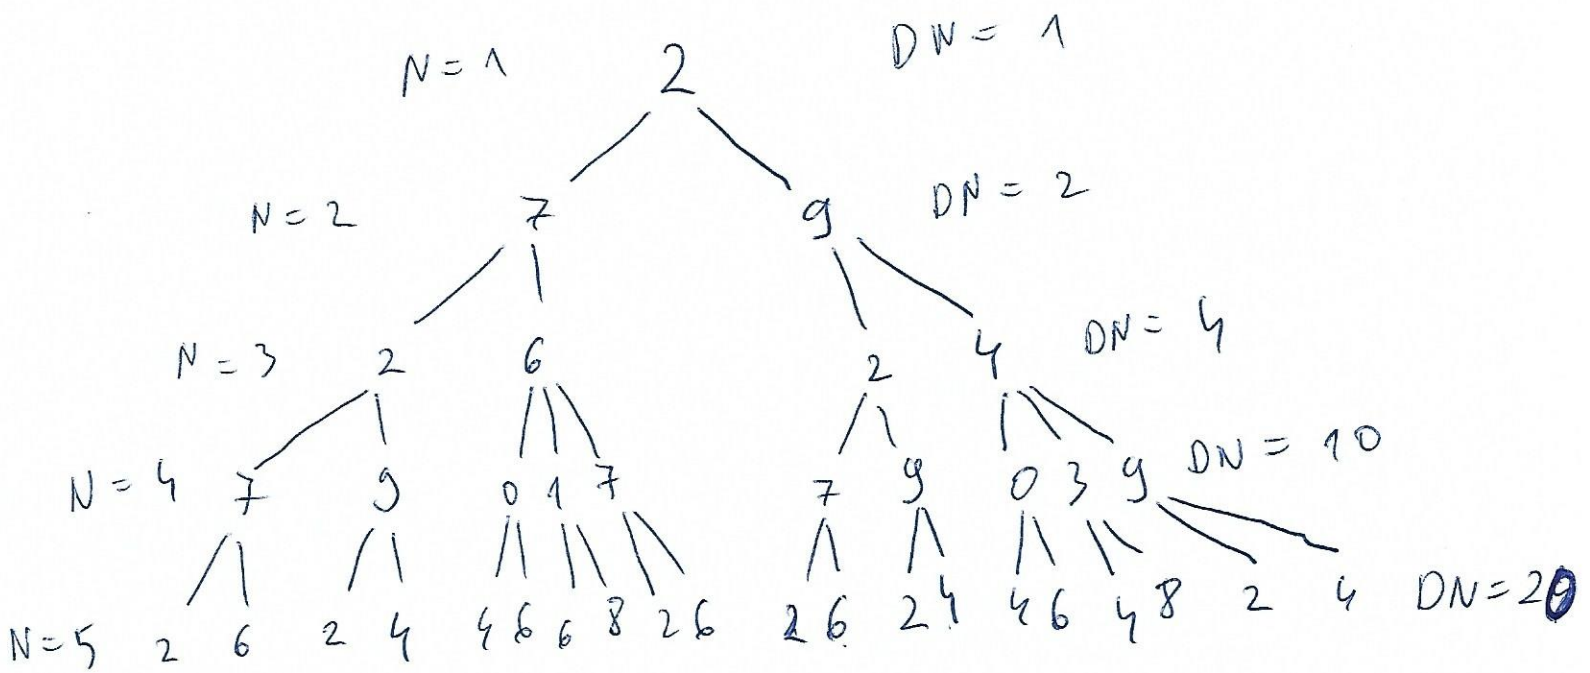 N = 1 2 DN = 1
N = 2 7 9 DN = 2
N = 3 2 6 2 4 DN = 4
N = 4 7 9 0 1 7 7 9 0 3 9 DN = 10
N = 5 2 6 2 4 4 6 6 8 2 6 2 6 2 4 4 6 4 8 2 4 DN = 20